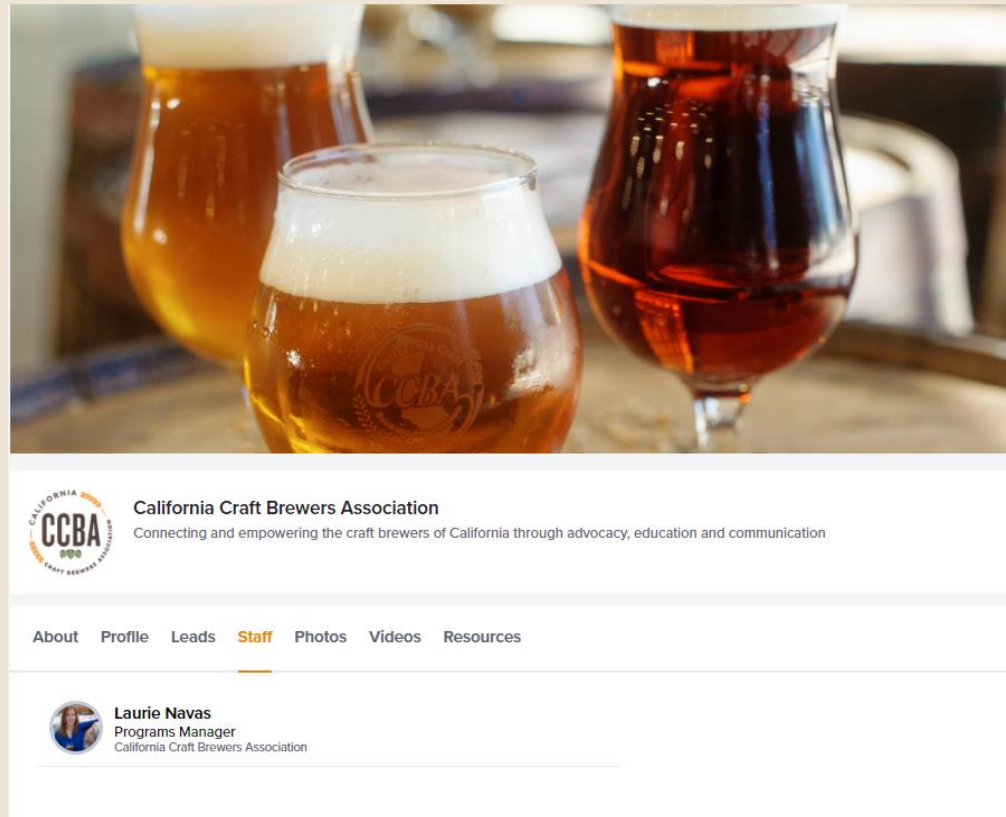 CCBA
CALIFORNIA
CCBA
CRAFT BREWERS ASSOCIATION
California Craft Brewers Association
Connecting and empowering the craft brewers of California through advocacy, education and communication
About Profile Leads Staff Photos Videos Resources
Laurie Navas
Programs Manager
California Craft Brewers Association